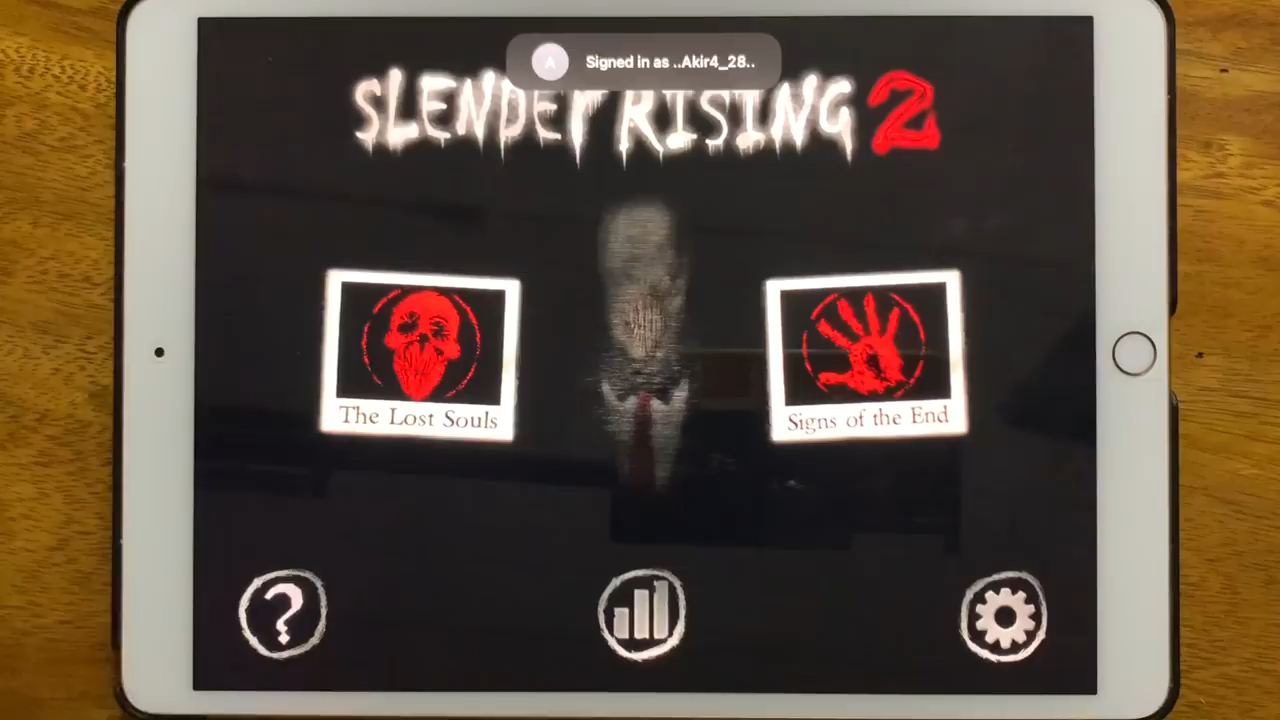 A Signed in as ..Akir4_28..
SLENDER RISING 2
The Lost Souls
Signs of the End
?